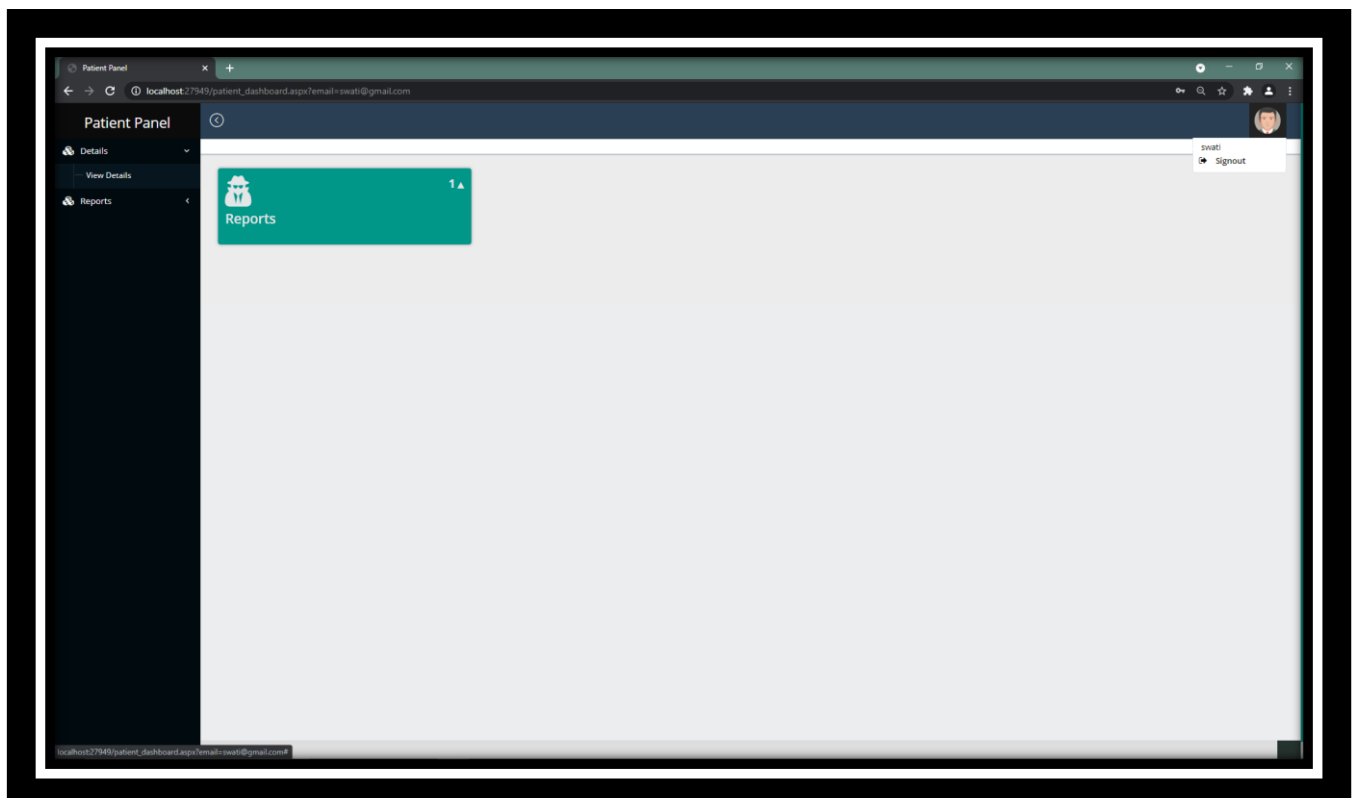 Patient Panel
localhost:27949/patient_dashboard.aspx?email=swati@gmail.com
Patient Panel
Details
View Details
Reports
swati
Signout
1
Reports
localhost:27949/patient_dashboard.aspx?email=swati@gmail.com#